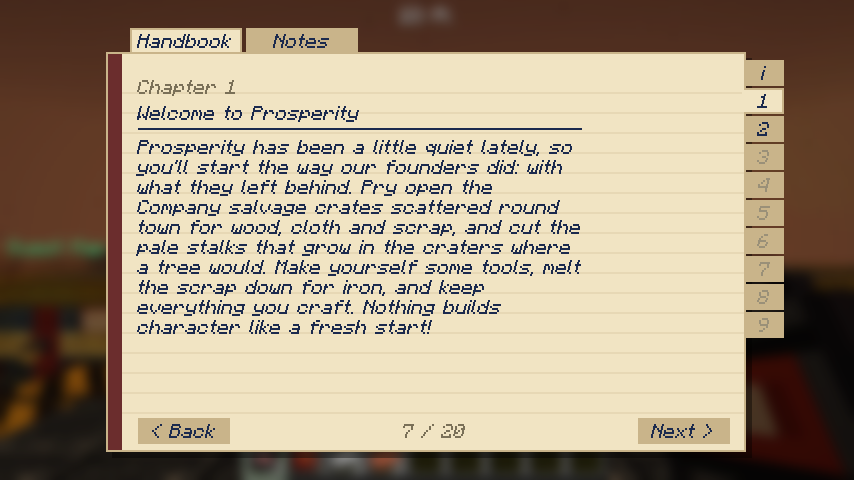 Handbook
Notes
Chapter 1
Welcome to Prosperity
Prosperity has been a little quiet lately, so
you'll start the way our founders did: with
what they left behind. Pry open the
Company salvage crates scattered round
town for wood, cloth and scrap, and cut the
pale stalks that grow in the craters where
a tree would. Make yourself some tools, melt
the scrap down for iron, and keep
everything you craft. Nothing builds
character like a fresh start!
< Back
7 / 20
Next >
i
1
2
3
4
5
6
7
8
9